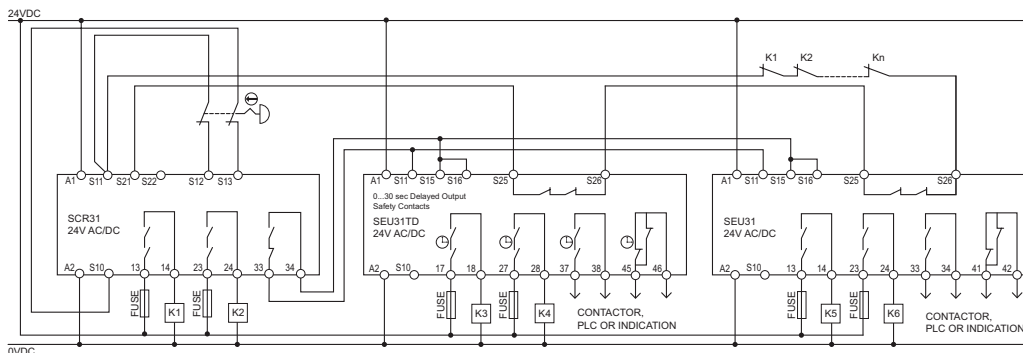 24VDC
K1 K2 Kn
A1 S11 S21 S22 S12 S13
A1 S11 S15 S16 S25 S26
A1 S11 S15 S16 S25 S26
SCR31
24V AC/DC
0...30 sec Delayed Output
Safety Contacts
SEU31TD
24V AC/DC
SEU31
24V AC/DC
A2 S10 13 14 23 24 33 34
A2 S10 17 18 27 28 37 38 45 46
A2 S10 13 14 23 24 33 34 41 42
FUSE K1 FUSE K2
FUSE K3 FUSE K4
CONTACTOR,
PLC OR INDICATION
FUSE K5 FUSE K6
CONTACTOR,
PLC OR INDICATION
0VDC